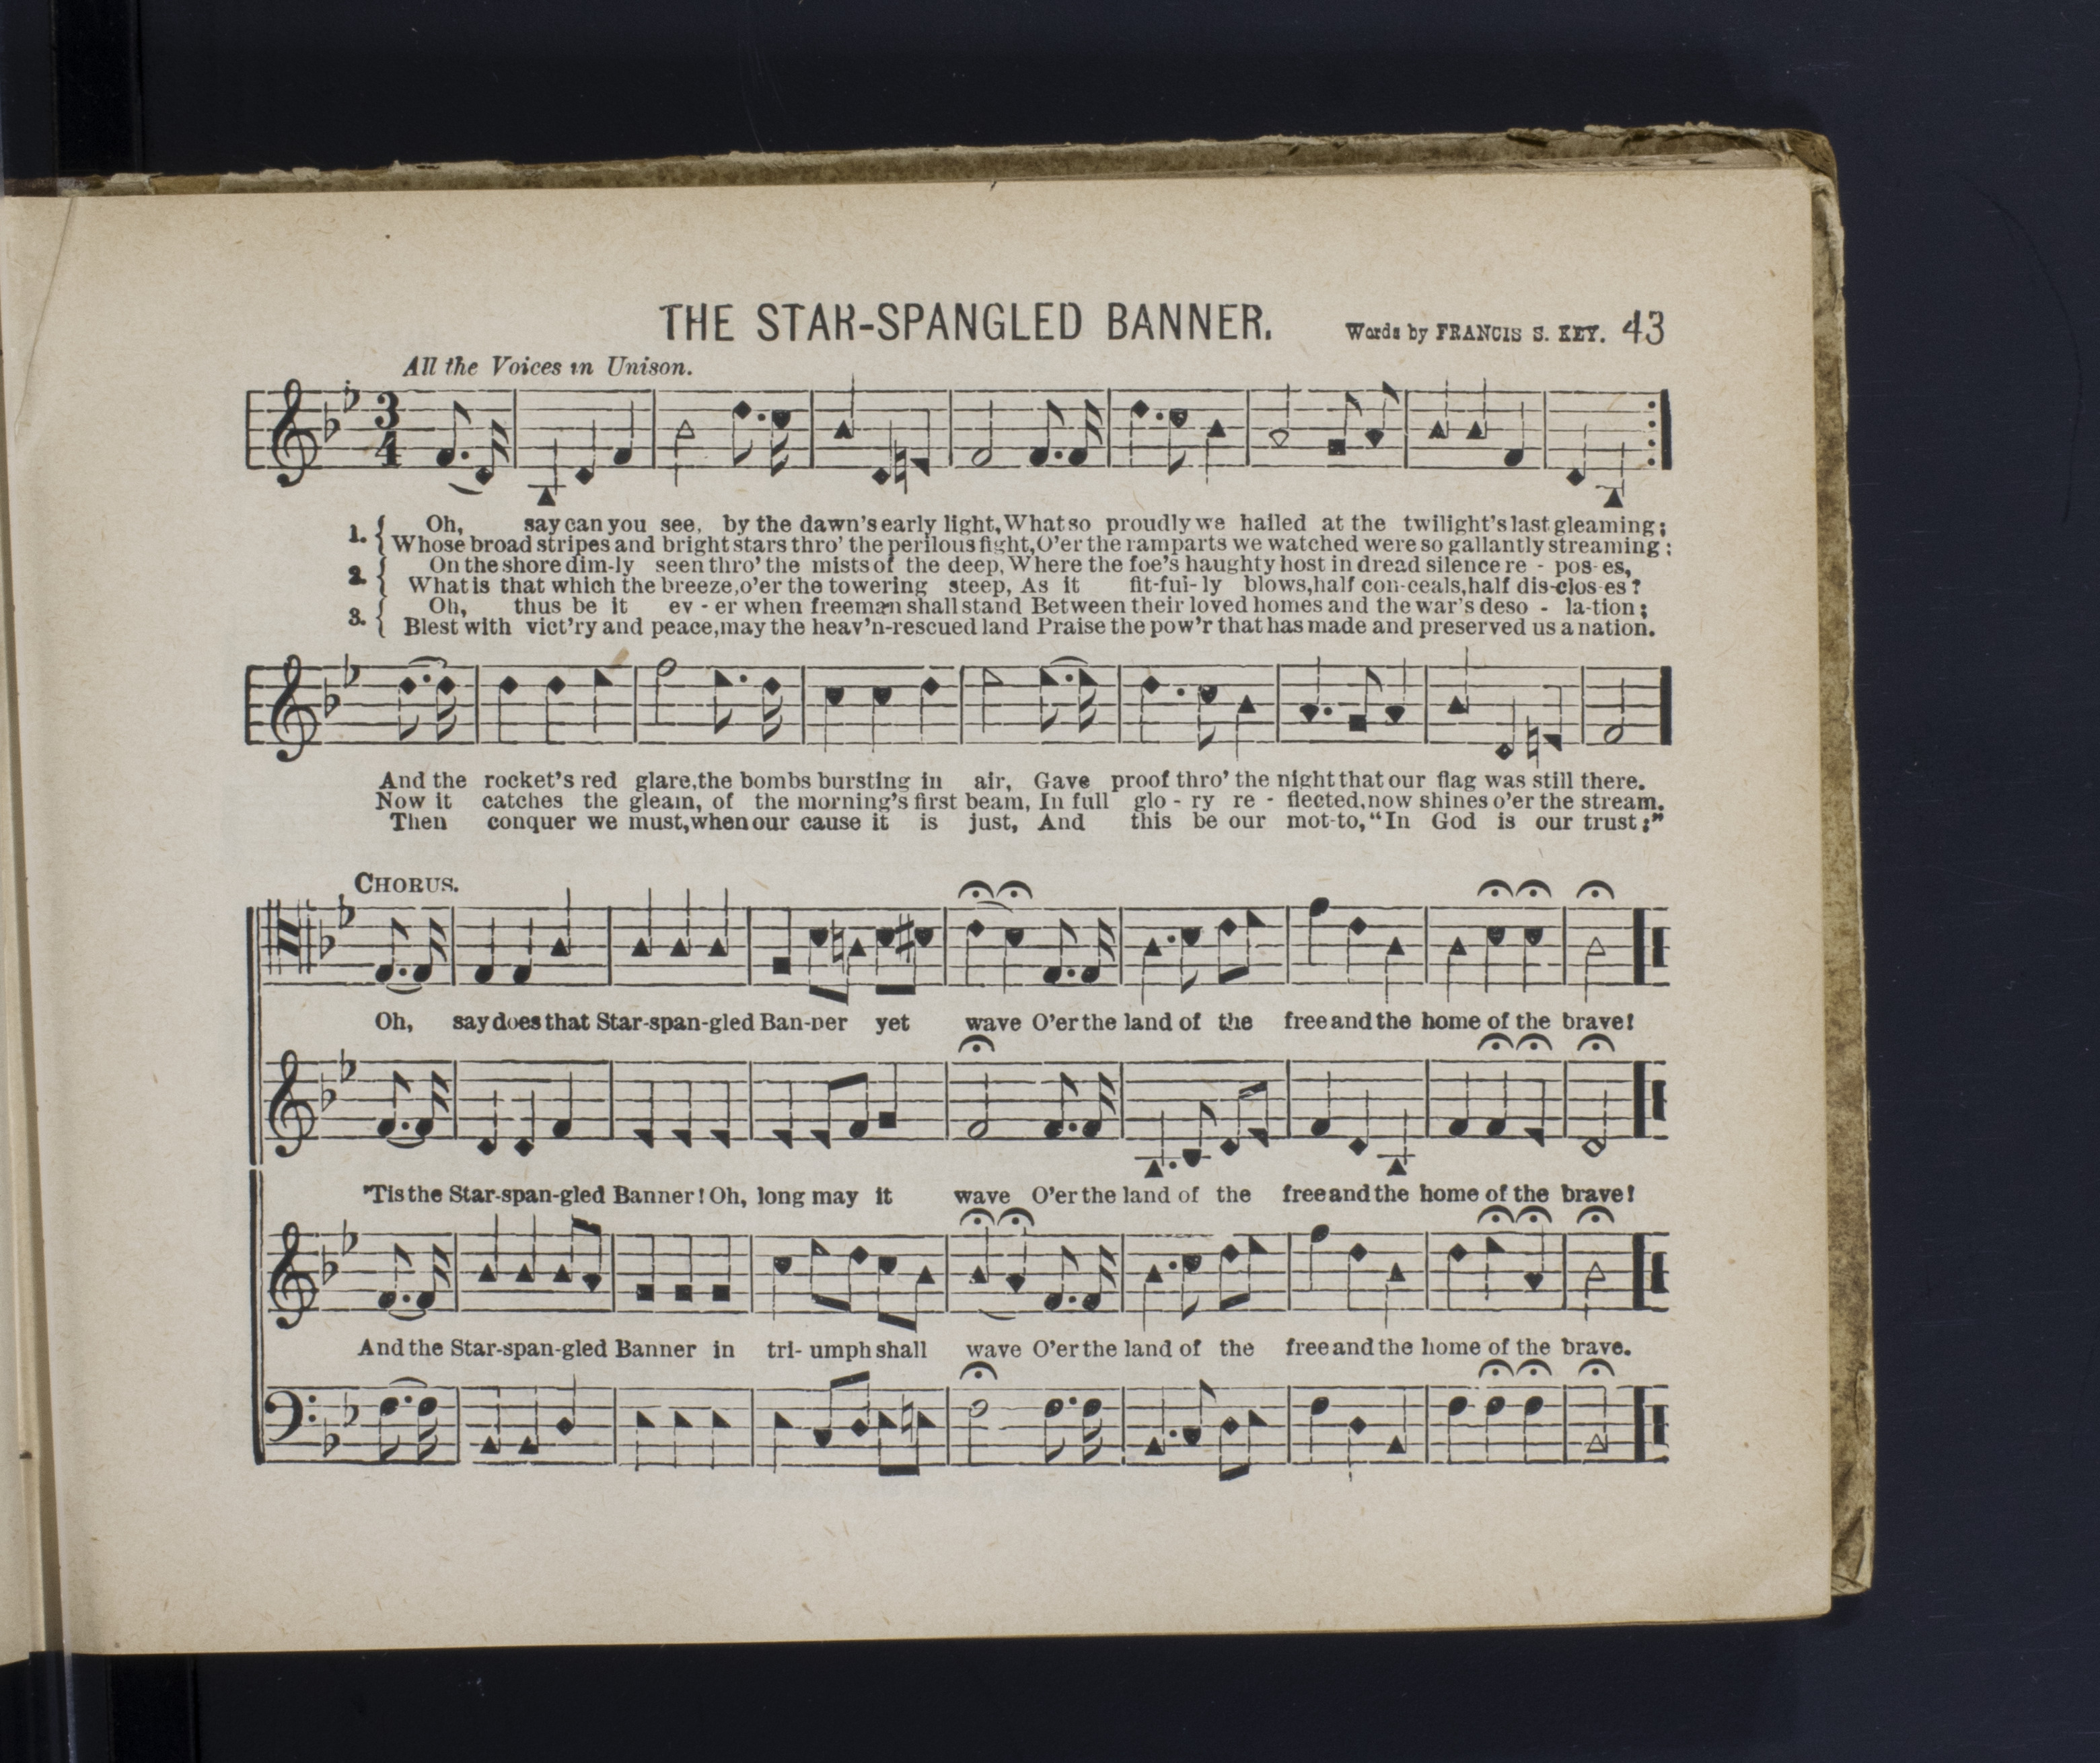 THE STAR-SPANGLED BANNER.
Words by FRANCIS S. KEY. 43
All the Voices in Unison.
3
4
1. { Oh, say can you see, by the dawn's early light, What so proudly we hailed at the twilight's last gleaming;
Whose broad stripes and bright stars thro' the perilous fight, O'er the ramparts we watched were so gallantly streaming;
2. { On the shore dim-ly seen thro' the mists of the deep, Where the foe's haughty host in dread silence re - pos-es,
What is that which the breeze, o'er the towering steep, As it fit-ful-ly blows, half con-ceals, half dis-clos-es?
3. { Oh, thus be it ev - er when freeman shall stand Between their loved homes and the war's deso - la-tion;
Blest with vict'ry and peace, may the heav'n-rescued land Praise the pow'r that has made and preserved us a nation.
And the rocket's red glare, the bombs bursting in air, Gave proof thro' the night that our flag was still there.
Now it catches the gleam, of the morning's first beam, In full glo - ry re - flected, now shines o'er the stream.
Then conquer we must, when our cause it is just, And this be our mot-to, "In God is our trust;"
CHORUS.
Oh, say does that Star-span-gled Ban-ner yet wave O'er the land of the free and the home of the brave!
'Tis the Star-span-gled Banner! Oh, long may it wave O'er the land of the free and the home of the brave!
And the Star-span-gled Banner in tri- umph shall wave O'er the land of the free and the home of the brave.